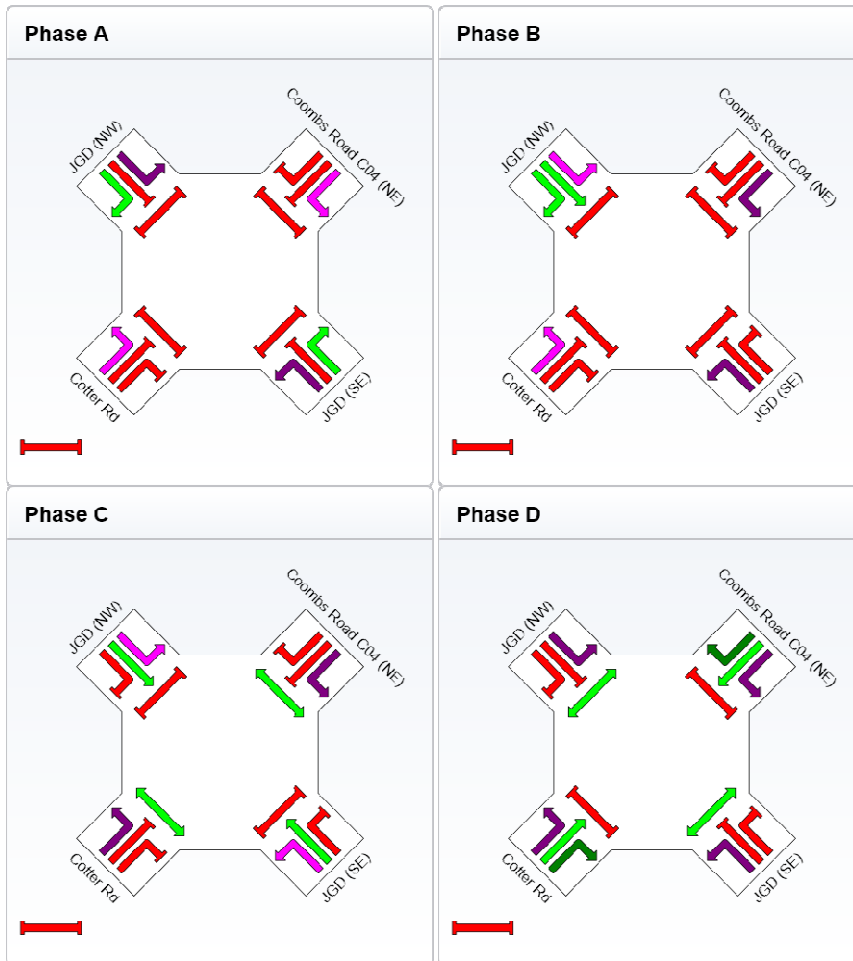 Phase A
JGD (NW)
Coombs Road C04 (NE)
Cotter Rd
JGD (SE)
Phase B
JGD (NW)
Coombs Road C04 (NE)
Cotter Rd
JGD (SE)
Phase C
JGD (NW)
Coombs Road C04 (NE)
Cotter Rd
JGD (SE)
Phase D
JGD (NW)
Coombs Road C04 (NE)
Cotter Rd
JGD (SE)